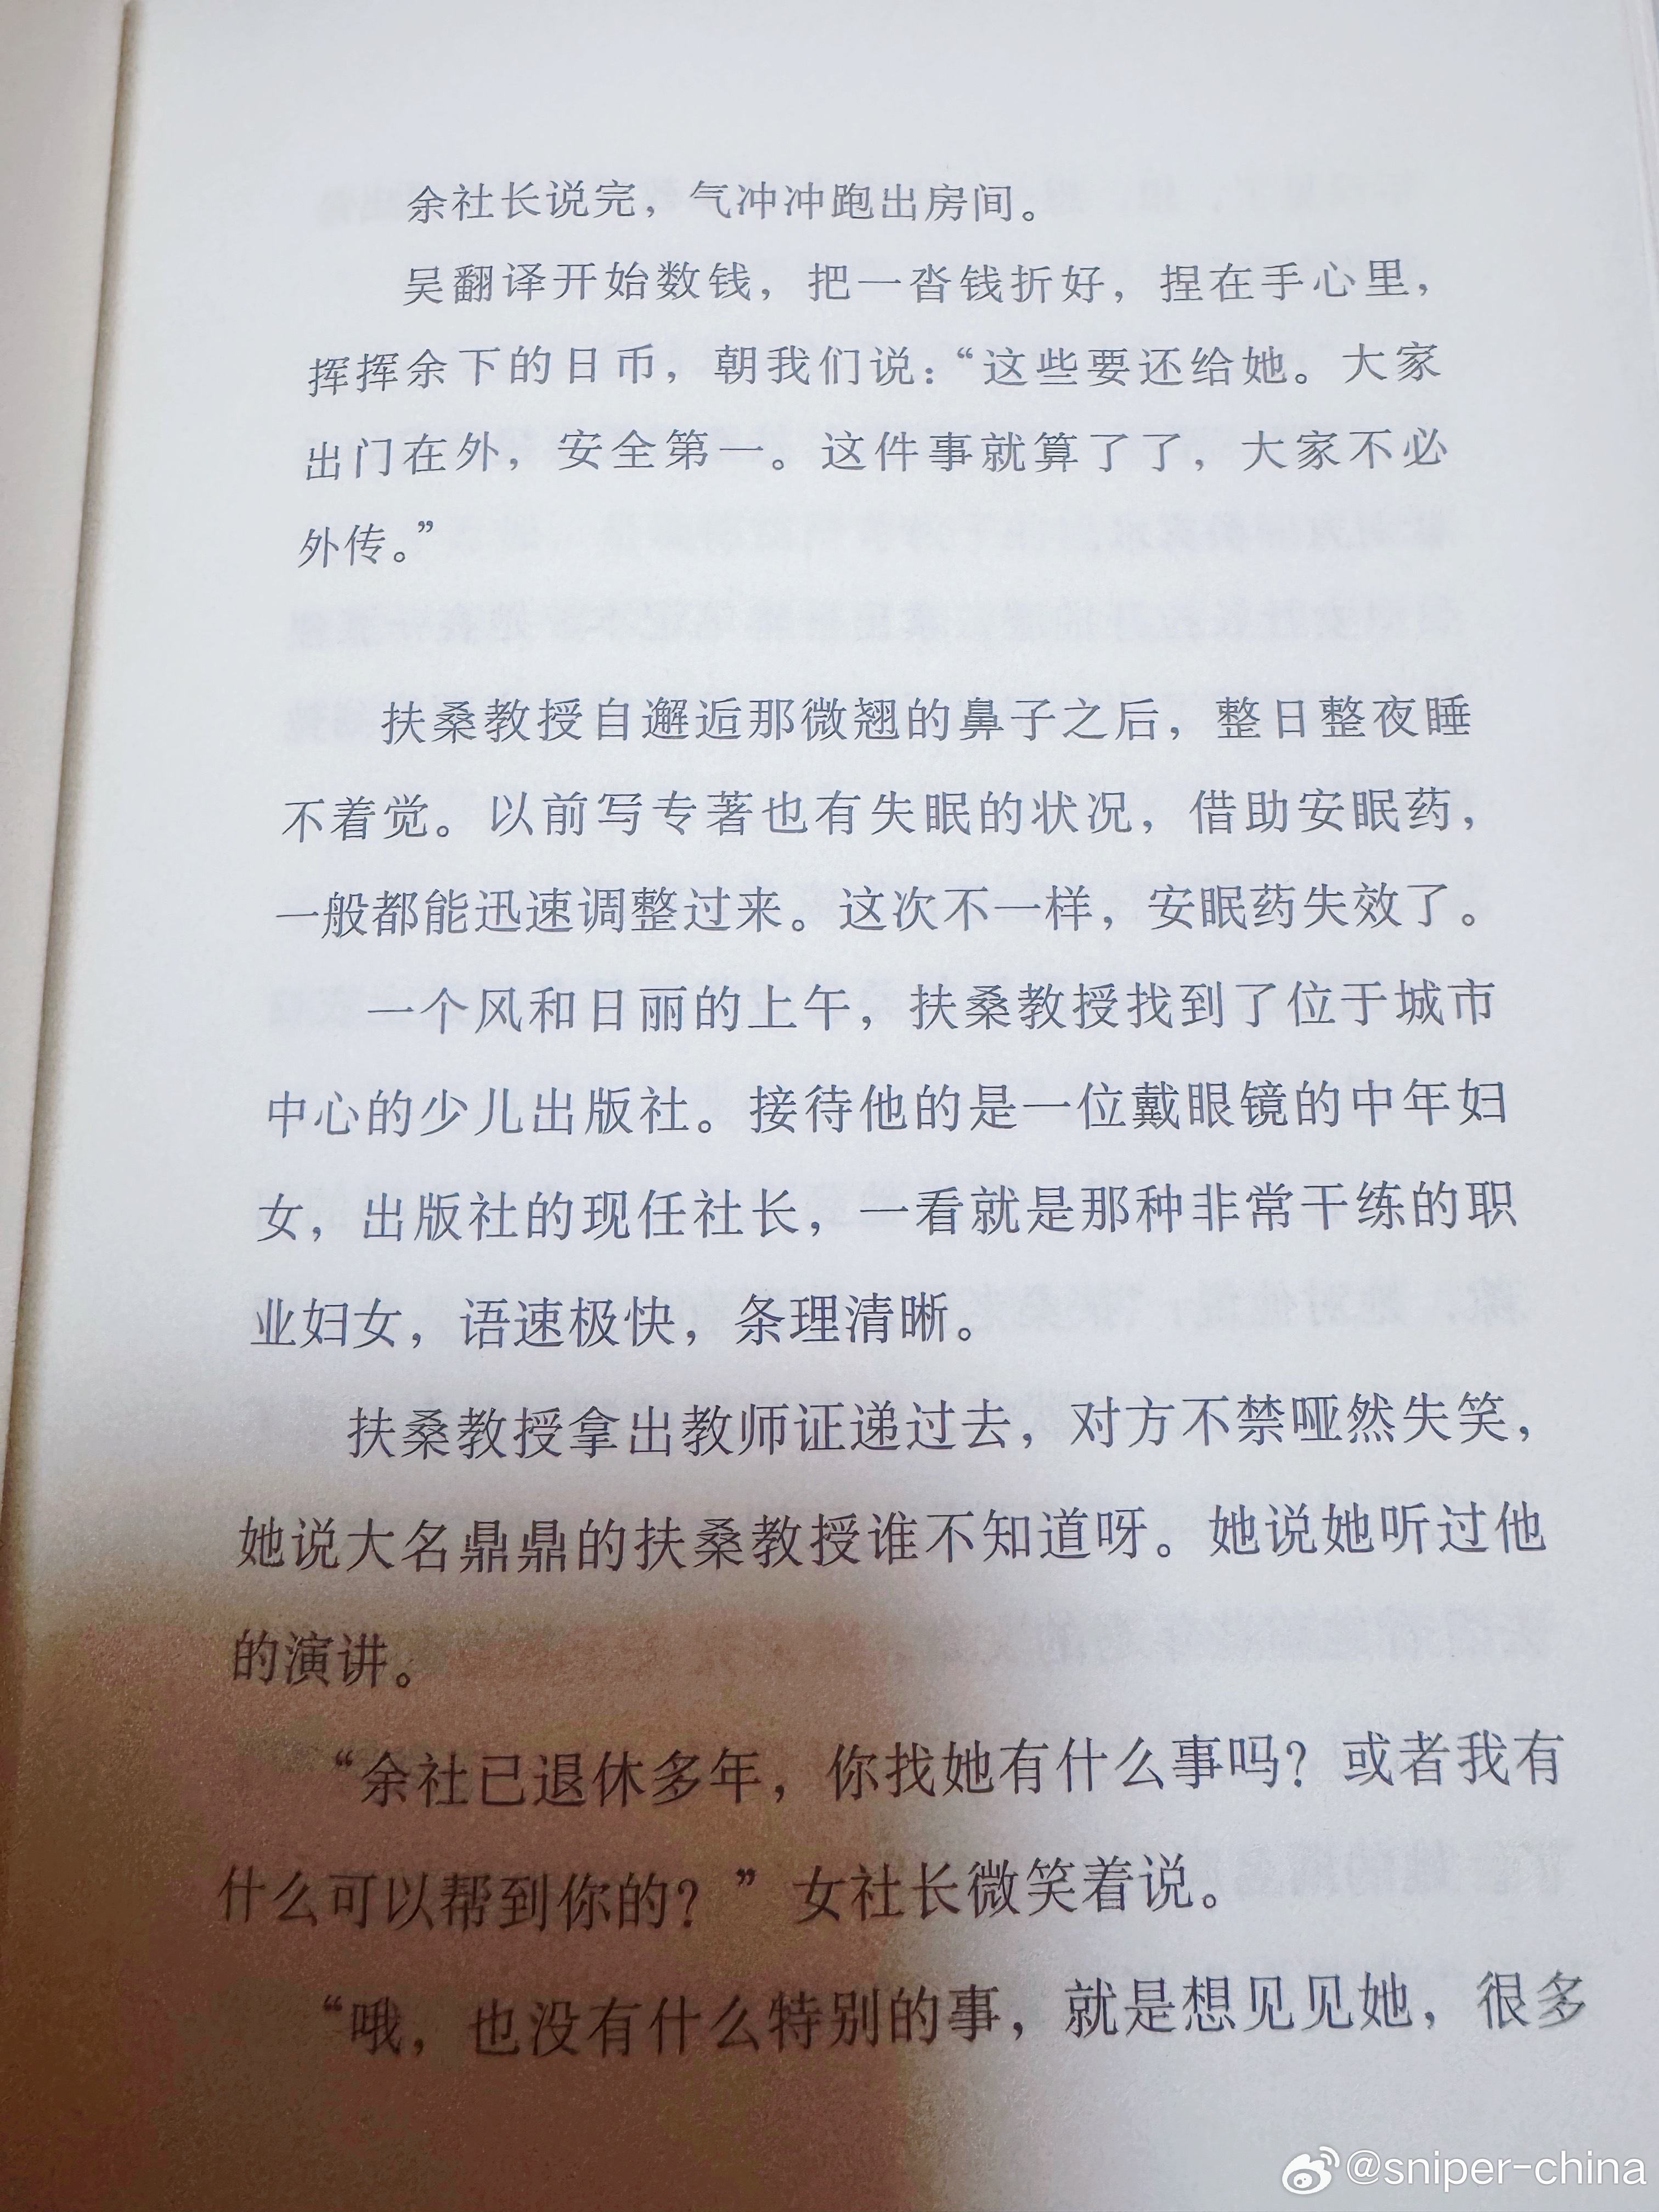 余社长说完，气冲冲跑出房间。
吴翻译开始数钱，把一沓钱折好，捏在手心里，
挥挥余下的日币，朝我们说：“这些要还给她。大家
出门在外，安全第一。这件事就算了了，大家不必
外传。”
扶桑教授自邂逅那微翘的鼻子之后，整日整夜睡
不着觉。以前写专著也有失眠的状况，借助安眠药，
一般都能迅速调整过来。这次不一样，安眠药失效了。
一个风和日丽的上午，扶桑教授找到了位于城市
中心的少儿出版社。接待他的是一位戴眼镜的中年妇
女，出版社的现任社长，一看就是那种非常干练的职
业妇女，语速极快，条理清晰。
扶桑教授拿出教师证递过去，对方不禁哑然失笑，
她说大名鼎鼎的扶桑教授谁不知道呀。她说她听过他
的演讲。
“余社已退休多年，你找她有什么事吗？或者我有
什么可以帮到你的？”女社长微笑着说。
“哦，也没有什么特别的事，就是想见见她，很多
@sniper-china